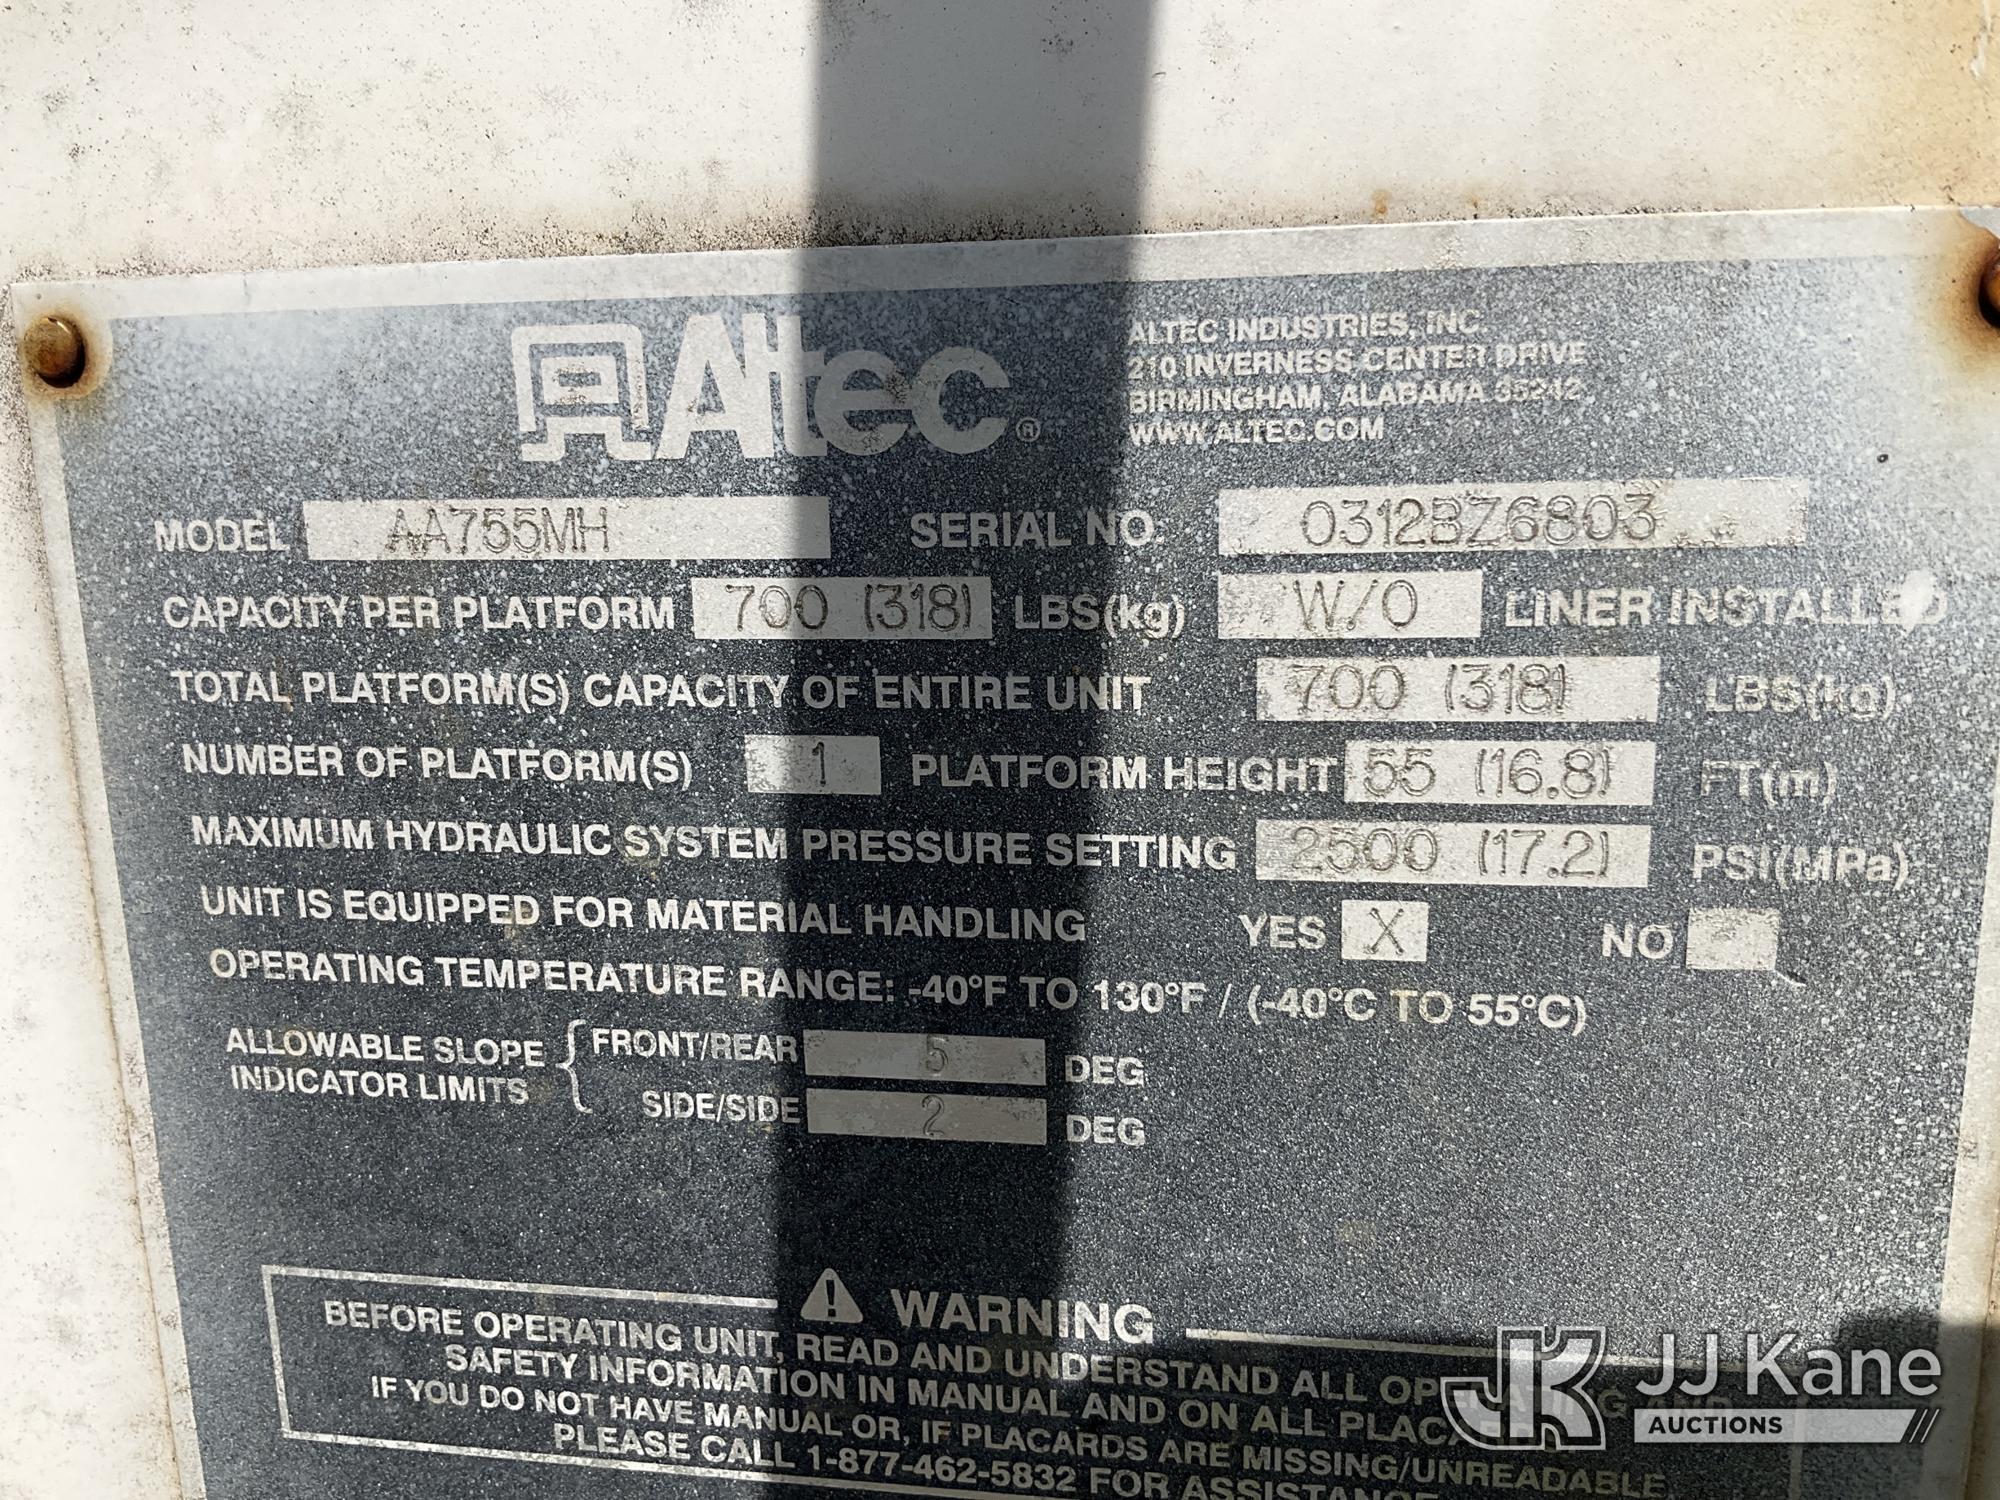 Altec®
ALTEC INDUSTRIES, INC.
210 INVERNESS CENTER DRIVE
BIRMINGHAM, ALABAMA 35242
WWW.ALTEC.COM
MODEL AA755MH SERIAL NO. 0312BZ6803
CAPACITY PER PLATFORM 700 (318) LBS(kg) W/O LINER INSTALLED
TOTAL PLATFORM(S) CAPACITY OF ENTIRE UNIT 700 (318) LBS(kg)
NUMBER OF PLATFORM(S) 1 PLATFORM HEIGHT 55 (16.8) FT(m)
MAXIMUM HYDRAULIC SYSTEM PRESSURE SETTING 2500 (17.2) PSI(MPa)
UNIT IS EQUIPPED FOR MATERIAL HANDLING YES X NO
OPERATING TEMPERATURE RANGE: -40°F TO 130°F / (-40°C TO 55°C)
ALLOWABLE SLOPE INDICATOR LIMITS { FRONT/REAR 5 DEG
SIDE/SIDE 2 DEG
WARNING
BEFORE OPERATING UNIT, READ AND UNDERSTAND ALL OPERATING AND
SAFETY INFORMATION IN MANUAL AND ON ALL PLACARDS.
IF YOU DO NOT HAVE MANUAL OR, IF PLACARDS ARE MISSING/UNREADABLE
PLEASE CALL 1-877-462-5832 FOR ASSISTANCE
JK JJ Kane
AUCTIONS